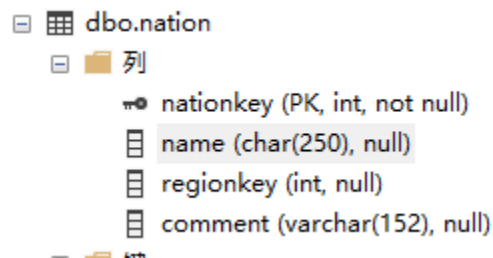 dbo.nation
列
nationkey (PK, int, not null)
name (char(250), null)
regionkey (int, null)
comment (varchar(152), null)